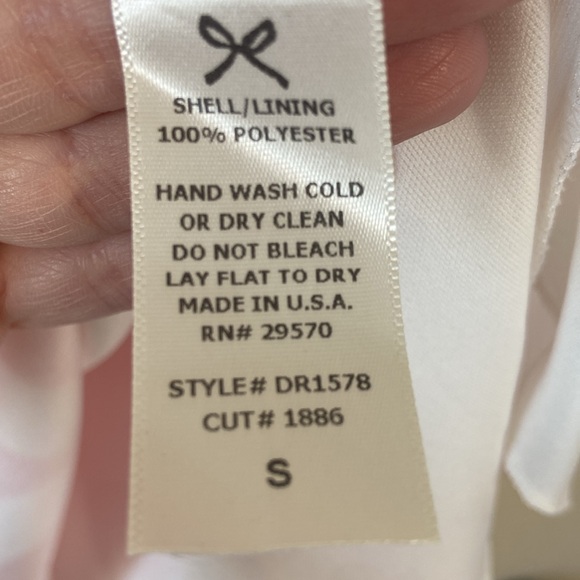 SHELL/LINING
100% POLYESTER
HAND WASH COLD
OR DRY CLEAN
DO NOT BLEACH
LAY FLAT TO DRY
MADE IN U.S.A.
RN# 29570
STYLE# DR1578
CUT# 1886
S